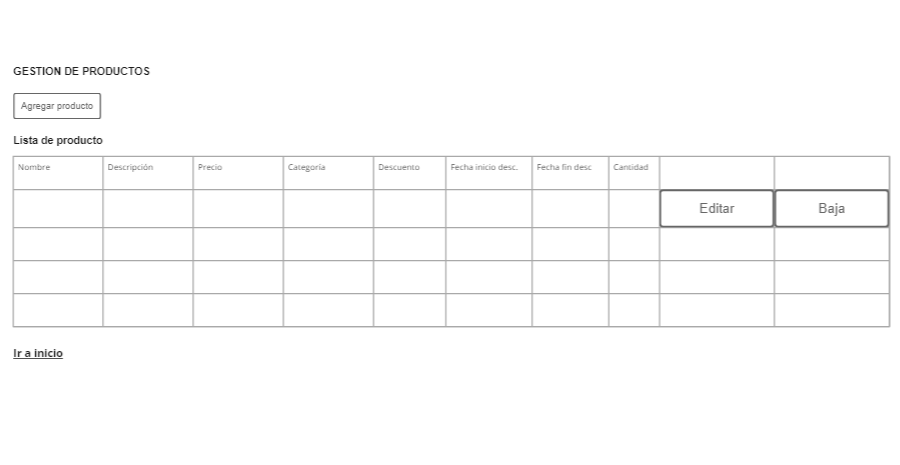 GESTION DE PRODUCTOS
Agregar producto
Lista de producto
Nombre Descripción Precio Categoría Descuento Fecha inicio desc. Fecha fin desc Cantidad
Editar Baja
Ir a inicio